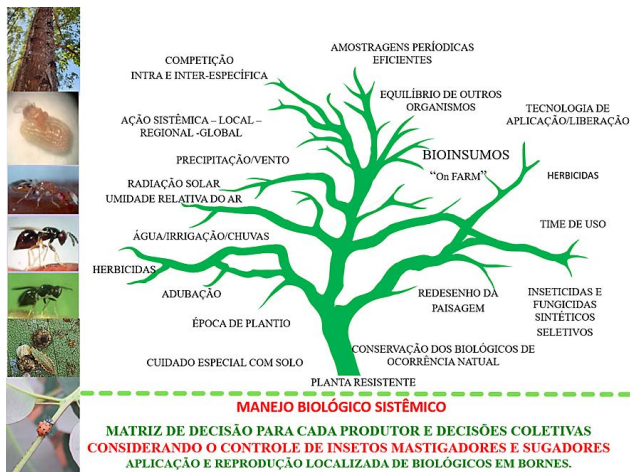 AMOSTRAGENS PERÍODICAS
EFICIENTES
COMPETIÇÃO
INTRA E INTER-ESPECÍFICA
EQUILÍBRIO DE OUTROS
ORGANISMOS
TECNOLOGIA DE
APLICAÇÃO/LIBERAÇÃO
AÇÃO SISTÊMICA – LOCAL –
REGIONAL -GLOBAL
PRECIPITAÇÃO/VENTO
BIOINSUMOS
"On FARM"
HERBICIDAS
RADIAÇÃO SOLAR
UMIDADE RELATIVA DO AR
TIME DE USO
ÁGUA/IRRIGAÇÃO/CHUVAS
HERBICIDAS
ADUBAÇÃO
REDESENHO DA
PAISAGEM
INSETICIDAS E
FUNGICIDAS
SINTÉTICOS
SELETIVOS
ÉPOCA DE PLANTIO
CUIDADO ESPECIAL COM SOLO
CONSERVAÇÃO DOS BIOLÓGICOS DE
OCORRÊNCIA NATUAL
PLANTA RESISTENTE
MANEJO BIOLÓGICO SISTÊMICO
MATRIZ DE DECISÃO PARA CADA PRODUTOR E DECISÕES COLETIVAS
CONSIDERANDO O CONTROLE DE INSETOS MASTIGADORES E SUGADORES
APLICAÇÃO E REPRODUÇÃO LOCALIZADA DE BIOLÓGICOS EM BORNES.